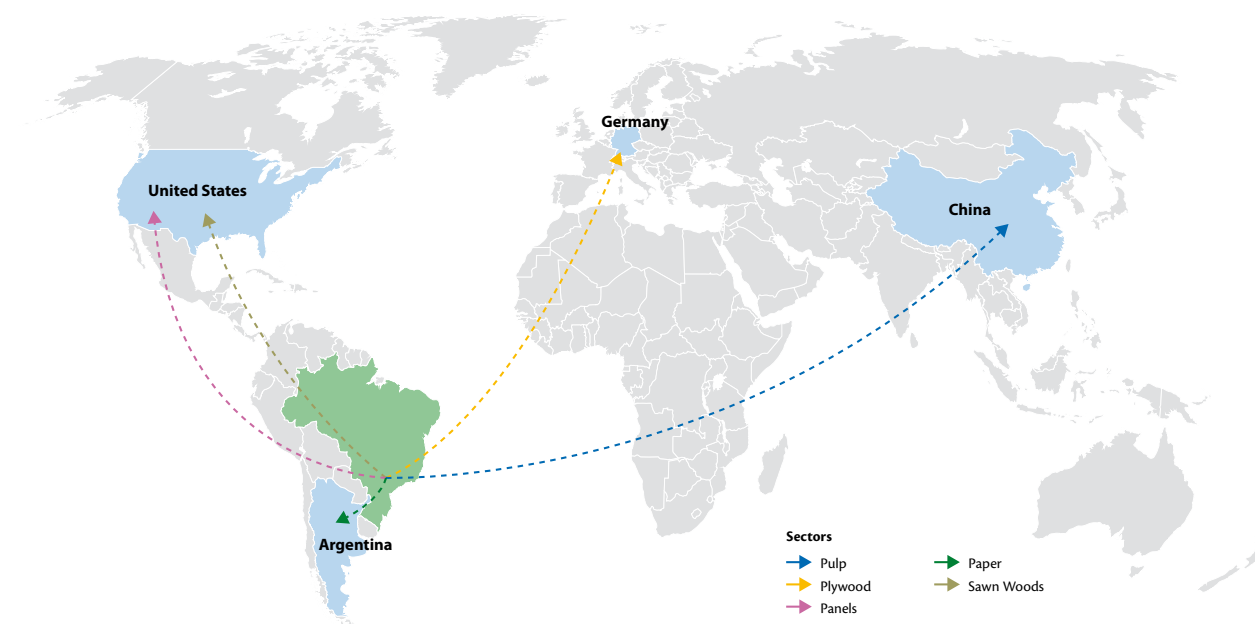 Germany
United States
China
Argentina
Sectors
Pulp
Paper
Plywood
Sawn Woods
Panels